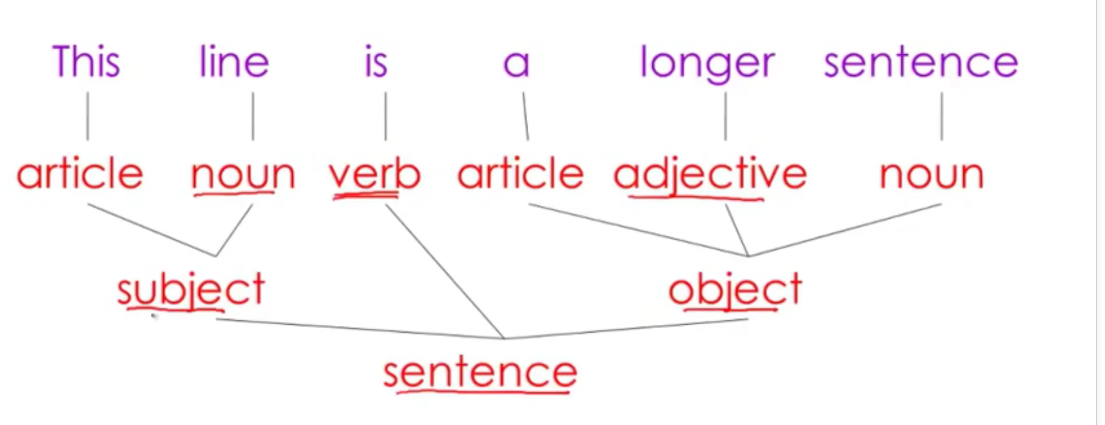 This line is a longer sentence
article noun verb article adjective noun
subject object
sentence